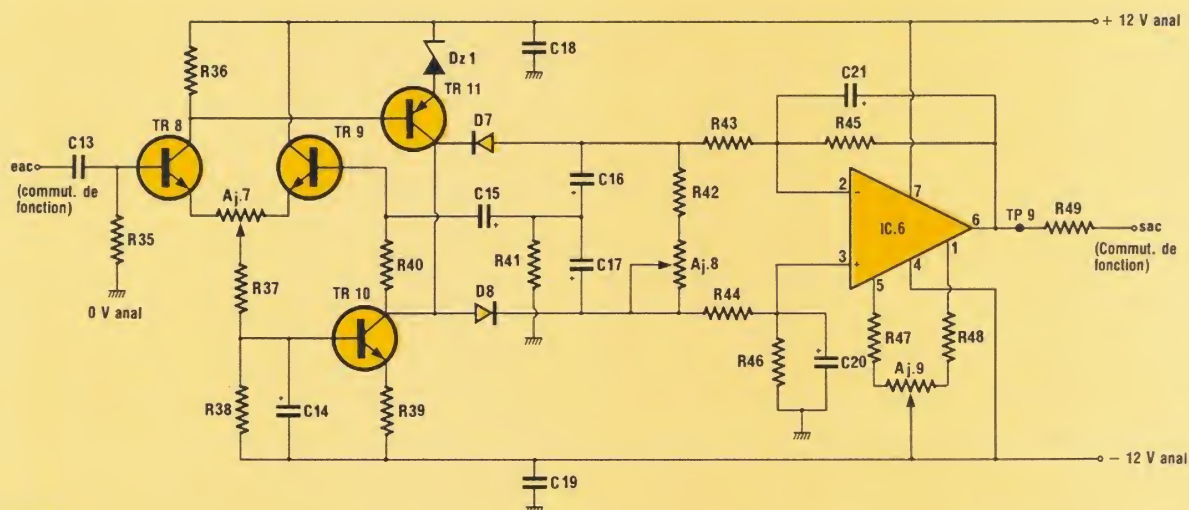 + 12 V anal
C18
R36
Dz 1
TR 11
C21
TR 8
TR 9
D7
R43
R45
C13
eac
(commut. de
fonction)
Aj.7
C15
C16
R42
2
-
7
IC.6
6
TP 9
R49
sac
(Commut. de
fonction)
R35
R40
R41
C17
Aj.8
3
+
1
4
5
R37
TR 10
D8
R44
0 V anal
R47
R48
R46
C20
Aj.9
R38
C14
R39
- 12 V anal
C19
+
+
+
+
+
+